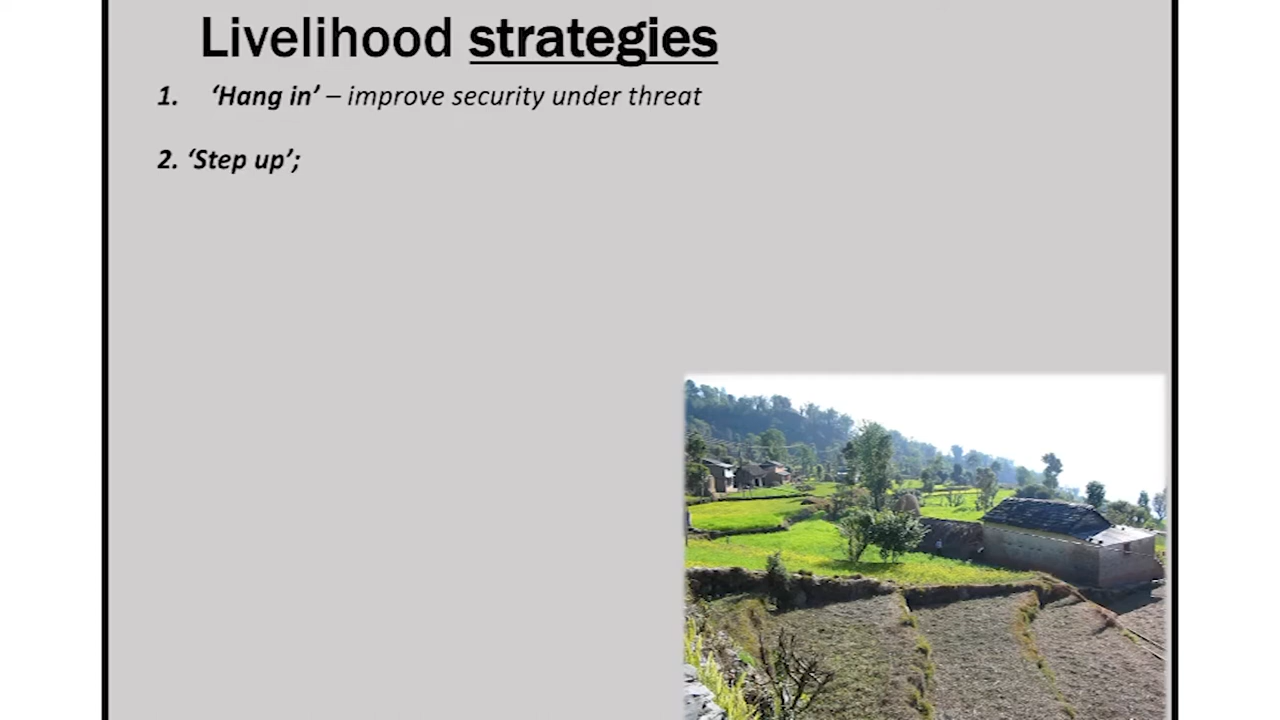 Livelihood strategies
1. ‘Hang in’ – improve security under threat
2. ‘Step up’;